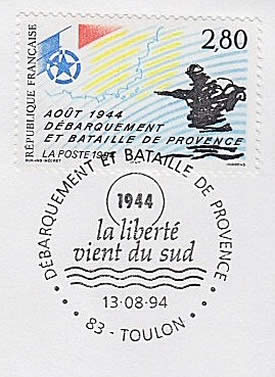 2,80
RÉPUBLIQUE FRANÇAISE
AOÛT 1944
DÉBARQUEMENT
ET BATAILLE DE PROVENCE
LA POSTE 1994
DÉBARQUEMENT ET BATAILLE DE PROVENCE
1944
la liberté
vient du sud
13·08·94
· 83 - TOULON ·